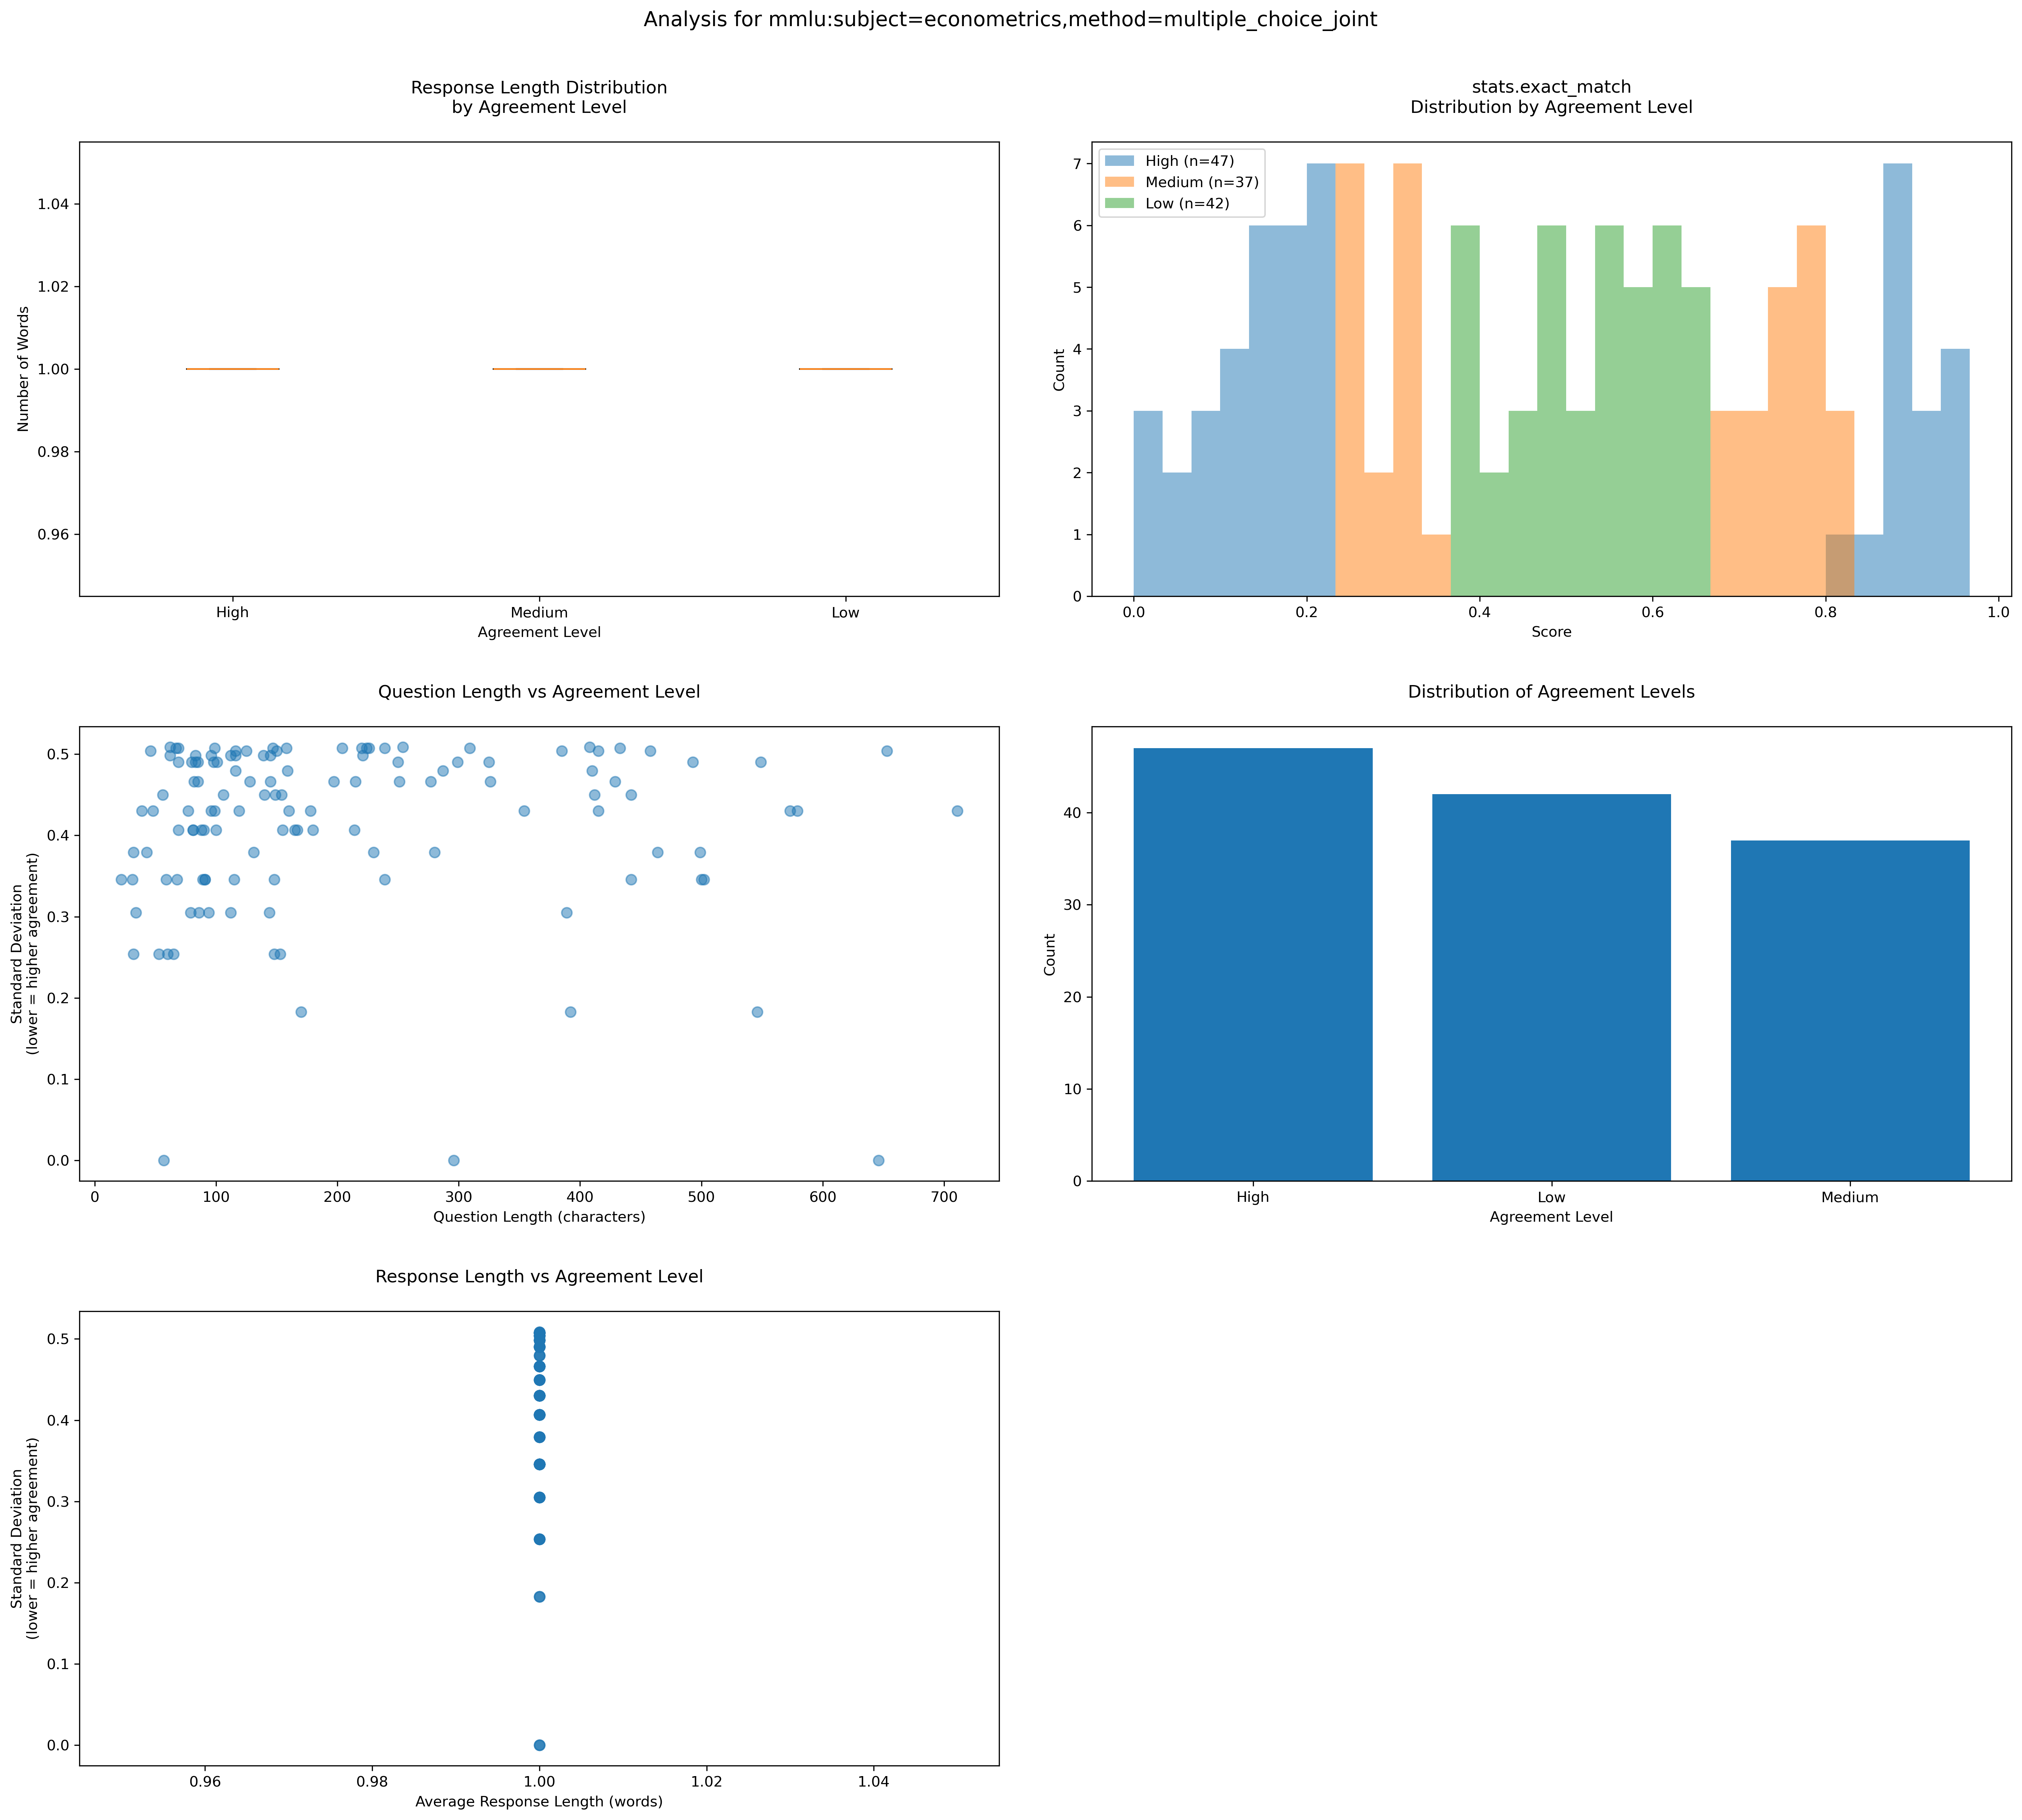 Analysis for mmlu:subject=econometrics,method=multiple_choice_joint
Response Length Distribution
by Agreement Level
1.04
1.02
1.00
0.98
0.96
Number of Words
High
Medium
Low
Agreement Level
stats.exact_match
Distribution by Agreement Level
High (n=47)
Medium (n=37)
Low (n=42)
7
6
5
4
3
2
1
0
Count
0.0
0.2
0.4
0.6
0.8
1.0
Score
Question Length vs Agreement Level
0.5
0.4
0.3
0.2
0.1
0.0
Standard Deviation
(lower = higher agreement)
0
100
200
300
400
500
600
700
Question Length (characters)
Distribution of Agreement Levels
40
30
20
10
0
Count
High
Low
Medium
Agreement Level
Response Length vs Agreement Level
0.5
0.4
0.3
0.2
0.1
0.0
Standard Deviation
(lower = higher agreement)
0.96
0.98
1.00
1.02
1.04
Average Response Length (words)